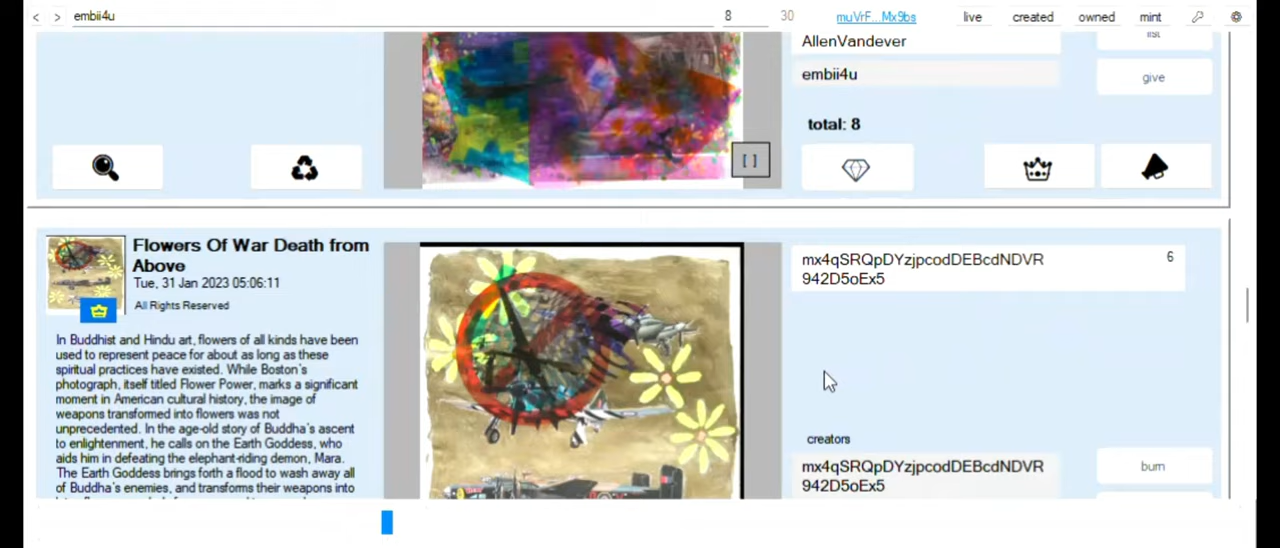 < > embii4u 8 30 muVrF...Mx9bs live created owned mint
AllenVandever
list
embii4u
give
total: 8
[ ]
Flowers Of War Death from
Above
Tue, 31 Jan 2023 05:06:11
All Rights Reserved
In Buddhist and Hindu art, flowers of all kinds have been
used to represent peace for about as long as these
spiritual practices have existed. While Boston's
photograph, itself titled Flower Power, marks a significant
moment in American cultural history, the image of
weapons transformed into flowers was not
unprecedented. In the age-old story of Buddha's ascent
to enlightenment, he calls on the Earth Goddess, who
aids him in defeating the elephant-riding demon, Mara.
The Earth Goddess brings forth a flood to wash away all
of Buddha's enemies, and transforms their weapons into
mx4qSRQpDYzjpcodDEBcdNDVR
942D5oEx5
6
creators
mx4qSRQpDYzjpcodDEBcdNDVR
942D5oEx5
burn